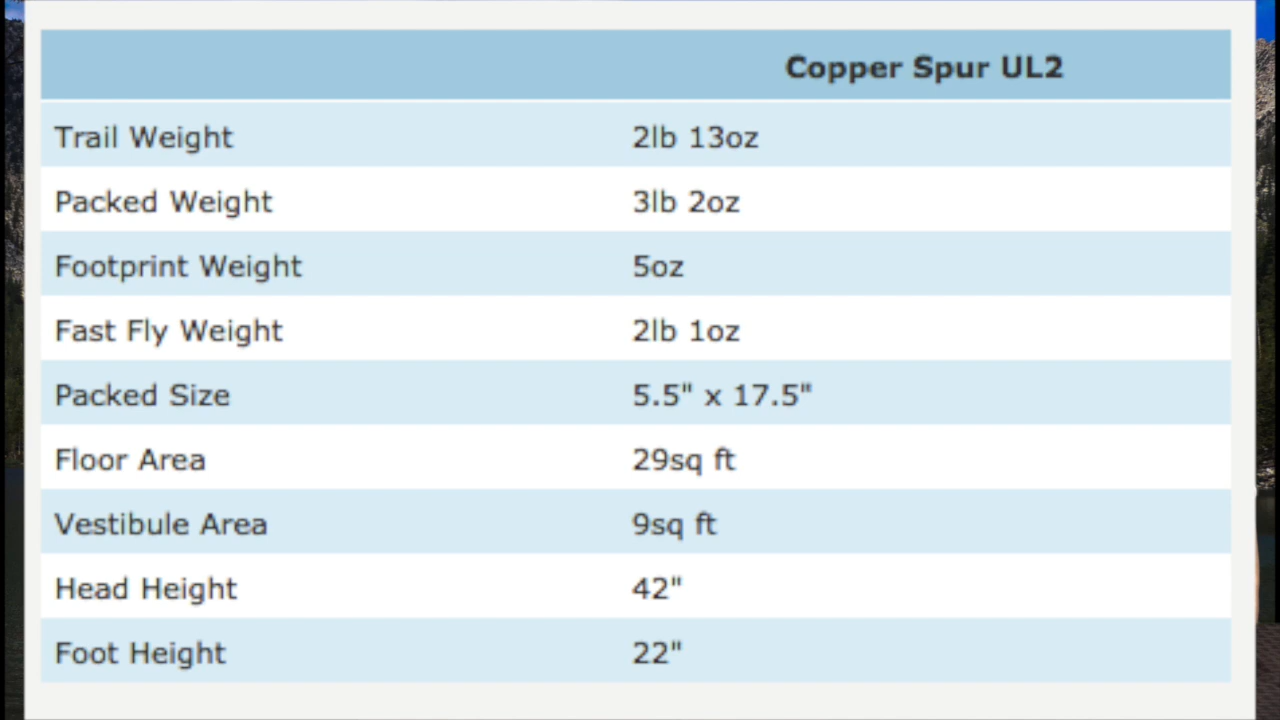 Copper Spur UL2
Trail Weight 2lb 13oz
Packed Weight 3lb 2oz
Footprint Weight 5oz
Fast Fly Weight 2lb 1oz
Packed Size 5.5" x 17.5"
Floor Area 29sq ft
Vestibule Area 9sq ft
Head Height 42"
Foot Height 22"